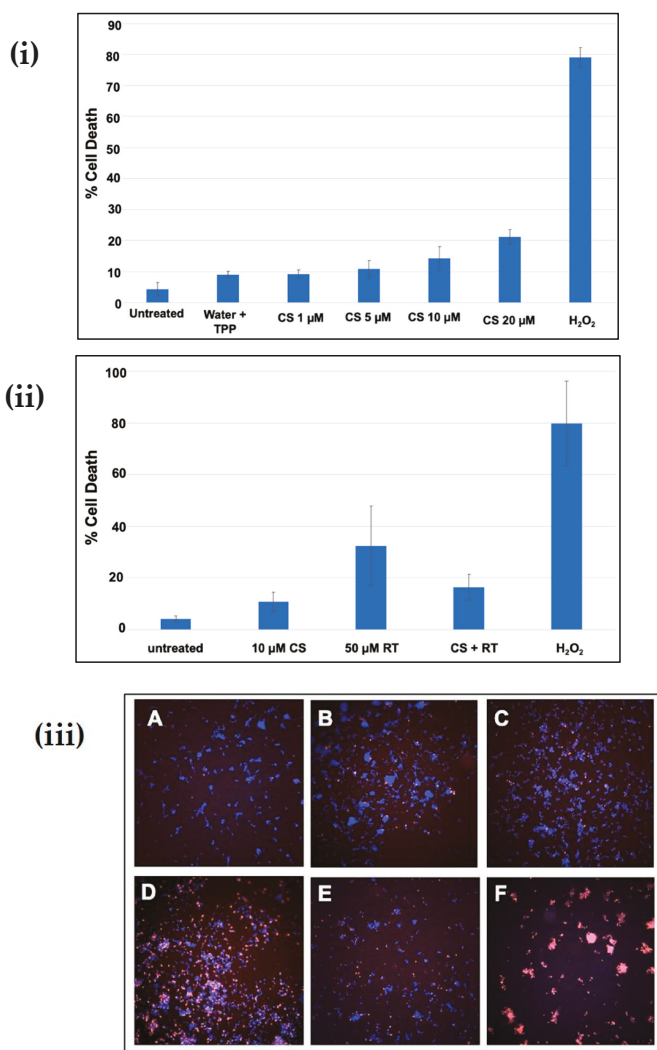 (i)
% Cell Death
90
80
70
60
50
40
30
20
10
0
Untreated
Water +
TPP
CS 1 µM
CS 5 µM
CS 10 µM
CS 20 µM
H₂O₂
(ii)
% Cell Death
100
80
60
40
20
0
untreated
10 µM CS
50 µM RT
CS + RT
H₂O₂
(iii)
A
B
C
D
E
F